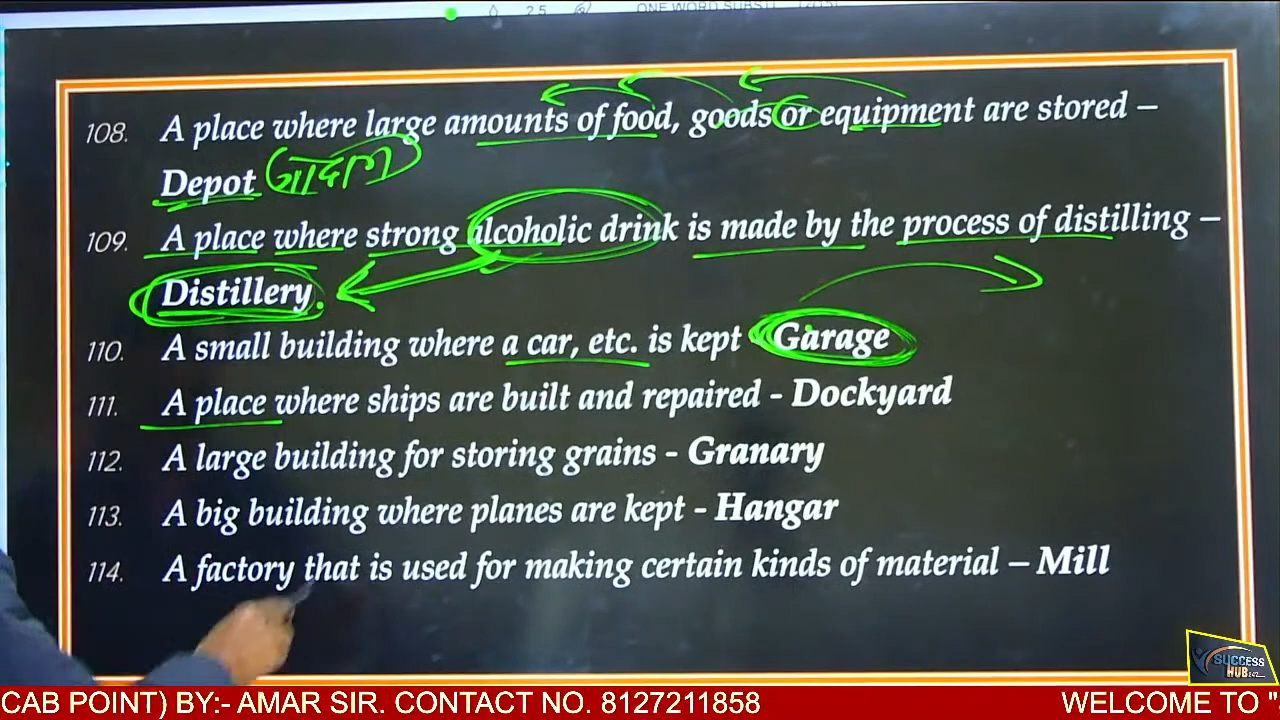 25 ONE WORD SUBSTI
108. A place where large amounts of food, goods or equipment are stored –
Depot (गोदाम)
109. A place where strong alcoholic drink is made by the process of distilling –
Distillery.
110. A small building where a car, etc. is kept - Garage
111. A place where ships are built and repaired - Dockyard
112. A large building for storing grains - Granary
113. A big building where planes are kept - Hangar
114. A factory that is used for making certain kinds of material – Mill
SUCCESS
HUB
CAB POINT) BY:- AMAR SIR. CONTACT NO. 8127211858 WELCOME TO "